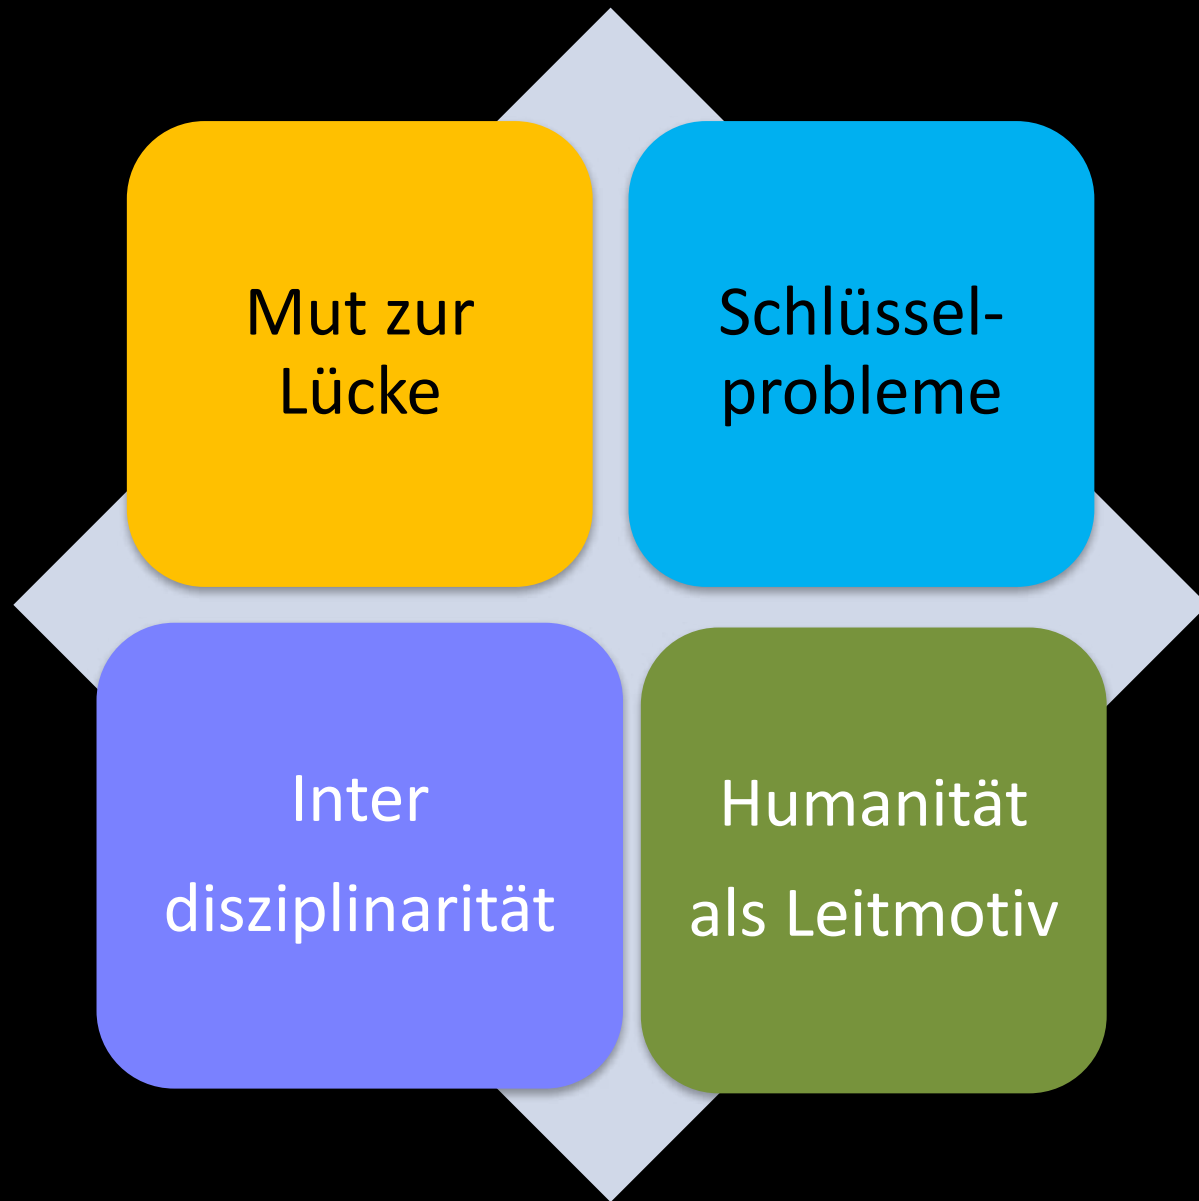 Mut zur
Lücke
Schlüssel-
probleme
Inter
disziplinarität
Humanität
als Leitmotiv